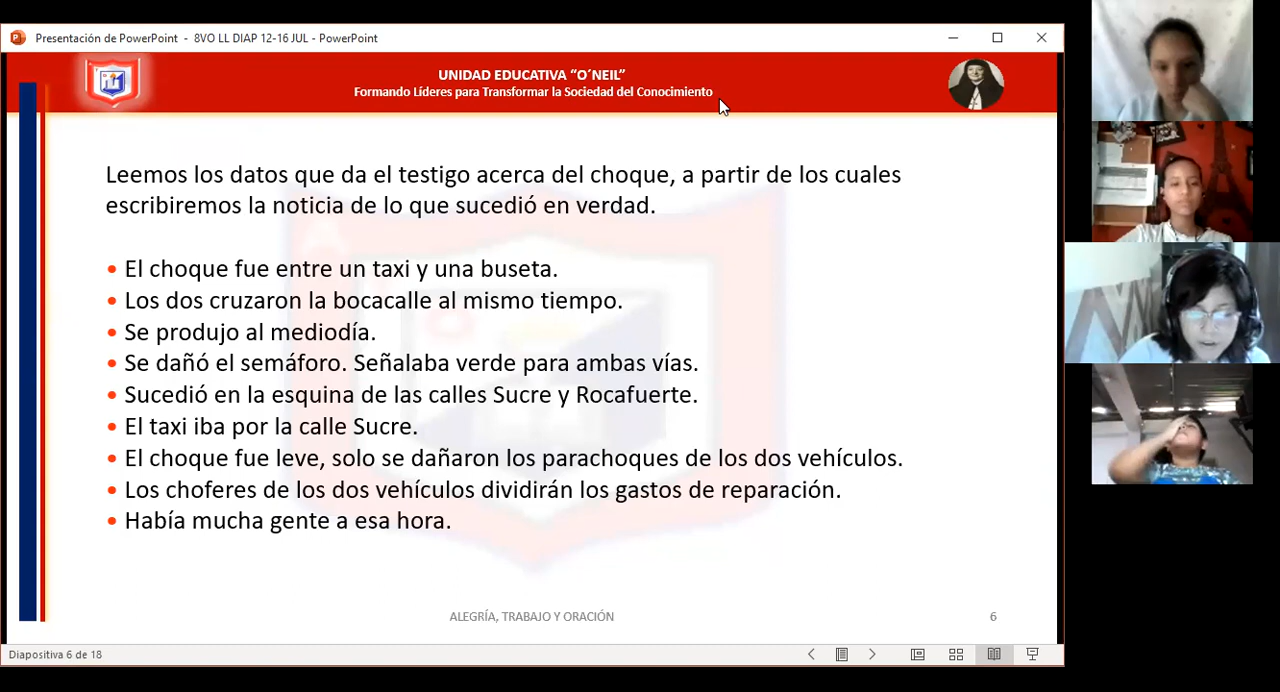 Presentación de PowerPoint - 8VO LL DIAP 12-16 JUL - PowerPoint
UNIDAD EDUCATIVA “O´NEIL”
Formando Líderes para Transformar la Sociedad del Conocimiento
Leemos los datos que da el testigo acerca del choque, a partir de los cuales
escribiremos la noticia de lo que sucedió en verdad.
• El choque fue entre un taxi y una buseta.
• Los dos cruzaron la bocacalle al mismo tiempo.
• Se produjo al mediodía.
• Se dañó el semáforo. Señalaba verde para ambas vías.
• Sucedió en la esquina de las calles Sucre y Rocafuerte.
• El taxi iba por la calle Sucre.
• El choque fue leve, solo se dañaron los parachoques de los dos vehículos.
• Los choferes de los dos vehículos dividirán los gastos de reparación.
• Había mucha gente a esa hora.
ALEGRÍA, TRABAJO Y ORACIÓN
6
Diapositiva 6 de 18